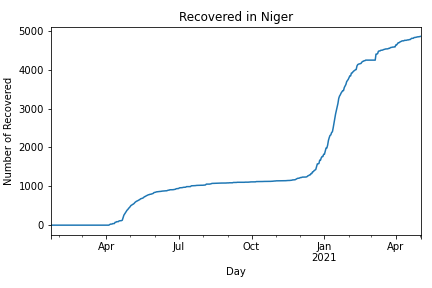 Recovered in Niger
Number of Recovered
5000
4000
3000
2000
1000
0
Apr
Jul
Oct
Jan
2021
Apr
Day